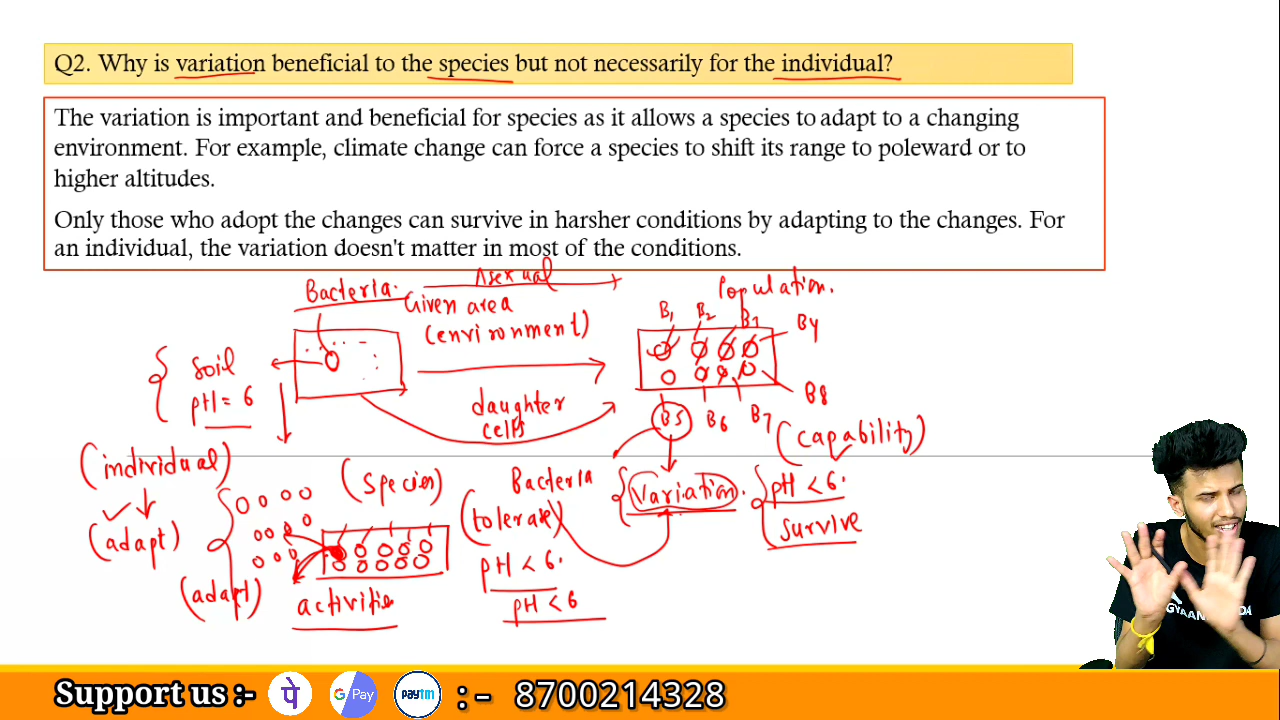 Q2. Why is variation beneficial to the species but not necessarily for the individual?
The variation is important and beneficial for species as it allows a species to adapt to a changing
environment. For example, climate change can force a species to shift its range to poleward or to
higher altitudes.
Only those who adopt the changes can survive in harsher conditions by adapting to the changes. For
an individual, the variation doesn't matter in most of the conditions.
Bacteria.
Asexual
Given area
(environment)
Population.
B1 B2 B3
B4
soil
pH = 6
daughter
cells
B5 B6 B7
B8
(capability)
(individual)
(adapt)
(species)
Bacteria
(tolerate)
pH < 6.
pH < 6
Variation.
pH < 6.
survive
(adapt)
activities
Support us :-
पे
G Pay
paytm
: - 8700214328